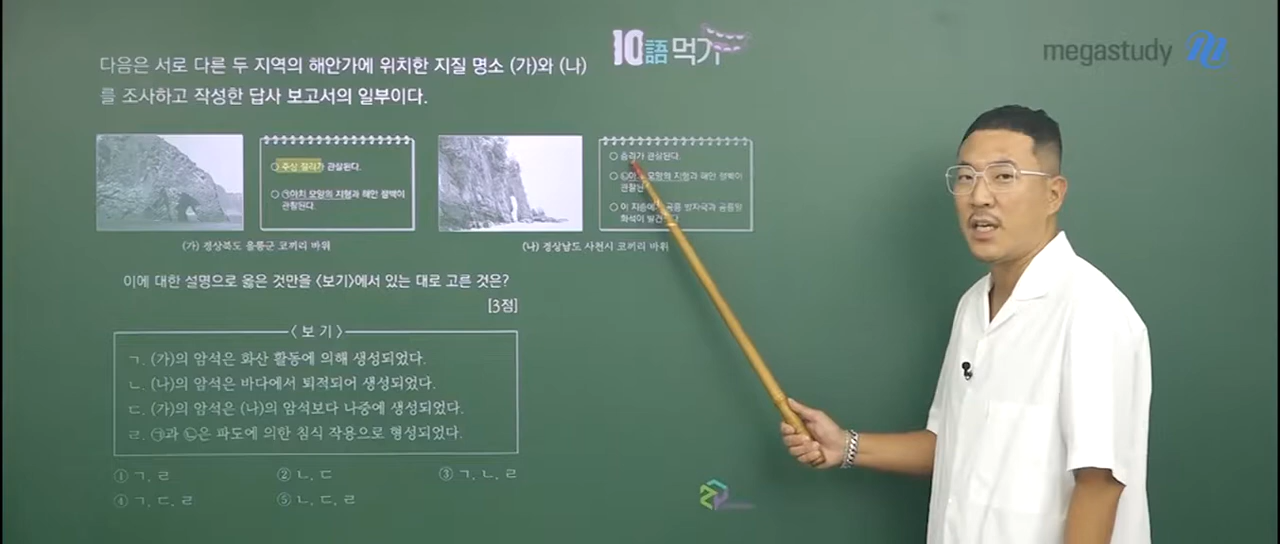 10語먹기
megastudy
다음은 서로 다른 두 지역의 해안가에 위치한 지질 명소 (가)와 (나)
를 조사하고 작성한 답사 보고서의 일부이다.
○ 주상 절리가 관찰된다.
○ ㉠아치 모양의 지형과 해안 절벽이
관찰된다.
(가) 경상북도 울릉군 코끼리 바위
○ 층리가 관찰된다.
○ ㉡아치 모양의 지형과 해안 절벽이
관찰된
○ 이 지층에 공룡 발자국과 공룡알
화석이 발견된다.
(나) 경상남도 사천시 코끼리 바위
이에 대한 설명으로 옳은 것만을 <보기>에서 있는 대로 고른 것은?
[3점]
<보 기>
ㄱ. (가)의 암석은 화산 활동에 의해 생성되었다.
ㄴ. (나)의 암석은 바다에서 퇴적되어 생성되었다.
ㄷ. (가)의 암석은 (나)의 암석보다 나중에 생성되었다.
ㄹ. ㉠과 ㉡은 파도에 의한 침식 작용으로 형성되었다.
① ㄱ, ㄹ ② ㄴ, ㄷ ③ ㄱ, ㄴ, ㄹ
④ ㄱ, ㄷ, ㄹ ⑤ ㄴ, ㄷ, ㄹ